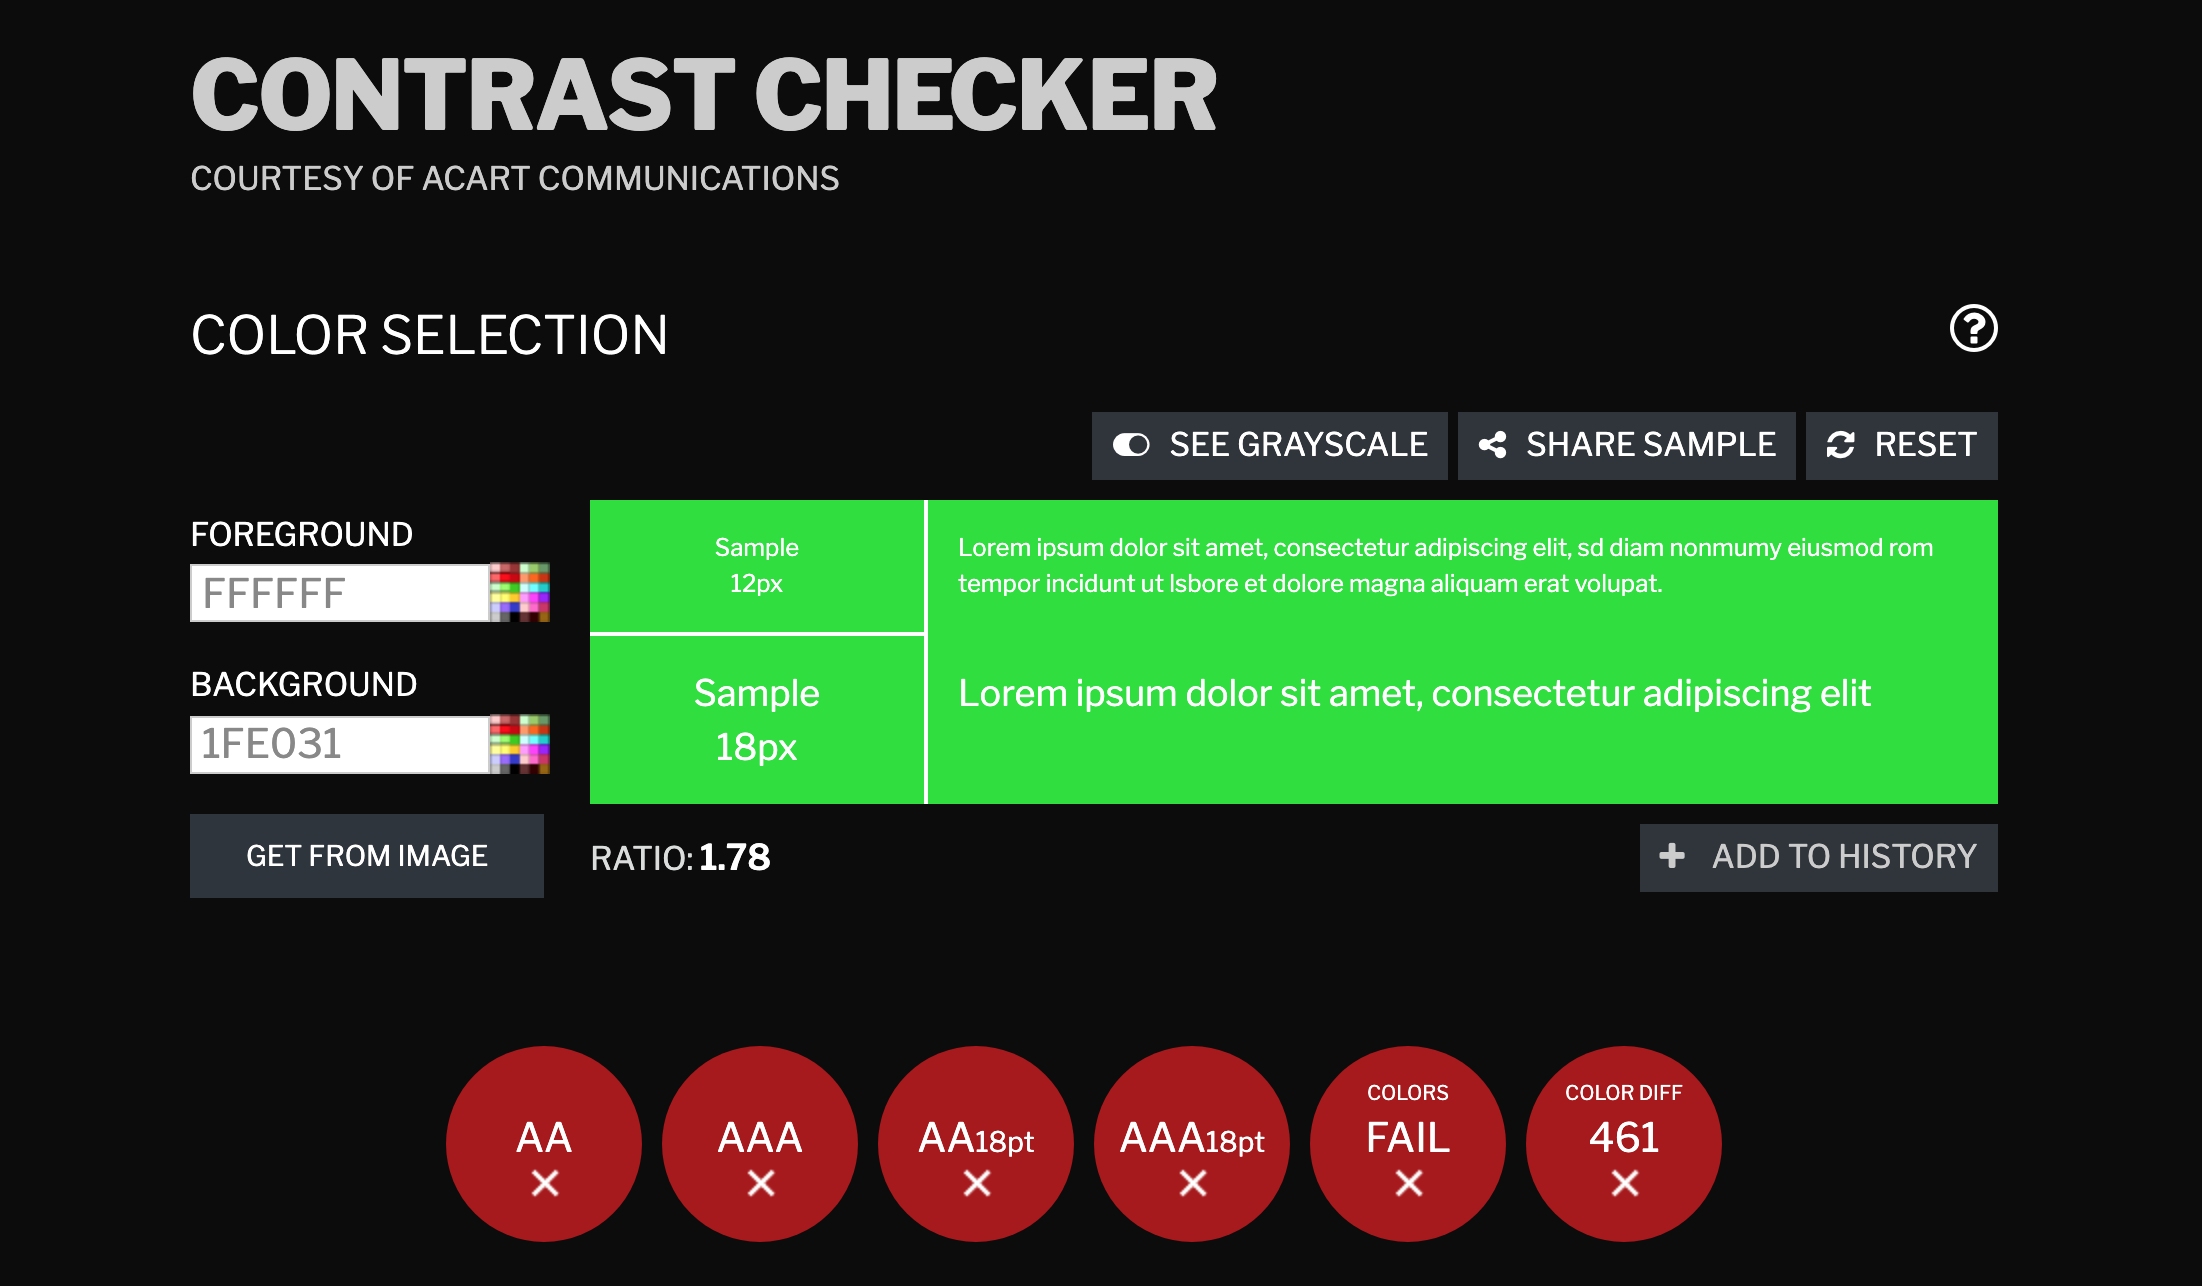 CONTRAST CHECKER
COURTESY OF ACART COMMUNICATIONS
COLOR SELECTION
SEE GRAYSCALE
SHARE SAMPLE
RESET
FOREGROUND
FFFFFF
BACKGROUND
1FE031
GET FROM IMAGE
Sample
12px
Lorem ipsum dolor sit amet, consectetur adipiscing elit, sd diam nonmumy eiusmod rom
tempor incidunt ut lsbore et dolore magna aliquam erat volupat.
Sample
18px
Lorem ipsum dolor sit amet, consectetur adipiscing elit
RATIO: 1.78
ADD TO HISTORY
AA
AAA
AA18pt
AAA18pt
COLORS
FAIL
COLOR DIFF
461